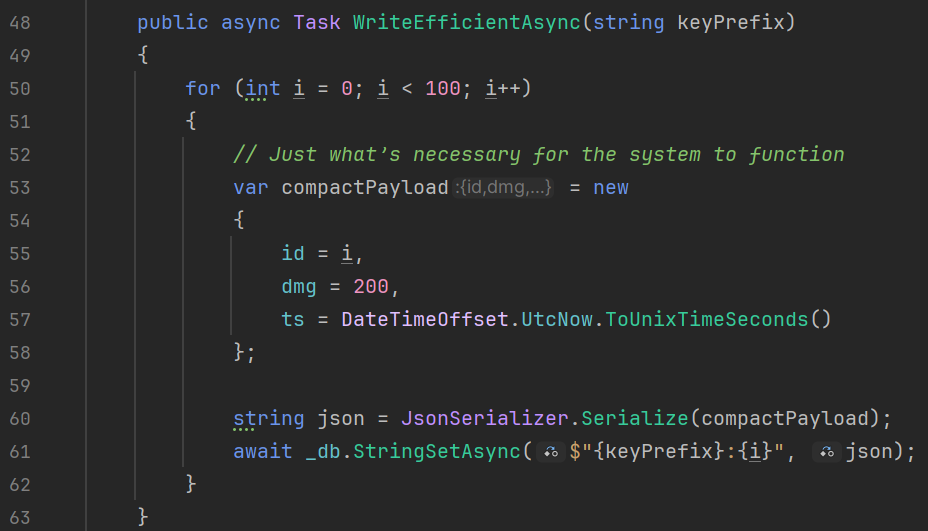 48 public async Task WriteEfficientAsync(string keyPrefix)
49 {
50 for (int i = 0; i < 100; i++)
51 {
52 // Just what's necessary for the system to function
53 var compactPayload :{id,dmg,...} = new
54 {
55 id = i,
56 dmg = 200,
57 ts = DateTimeOffset.UtcNow.ToUnixTimeSeconds()
58 };
59
60 string json = JsonSerializer.Serialize(compactPayload);
61 await _db.StringSetAsync($"{keyPrefix}:{i}", json);
62 }
63 }